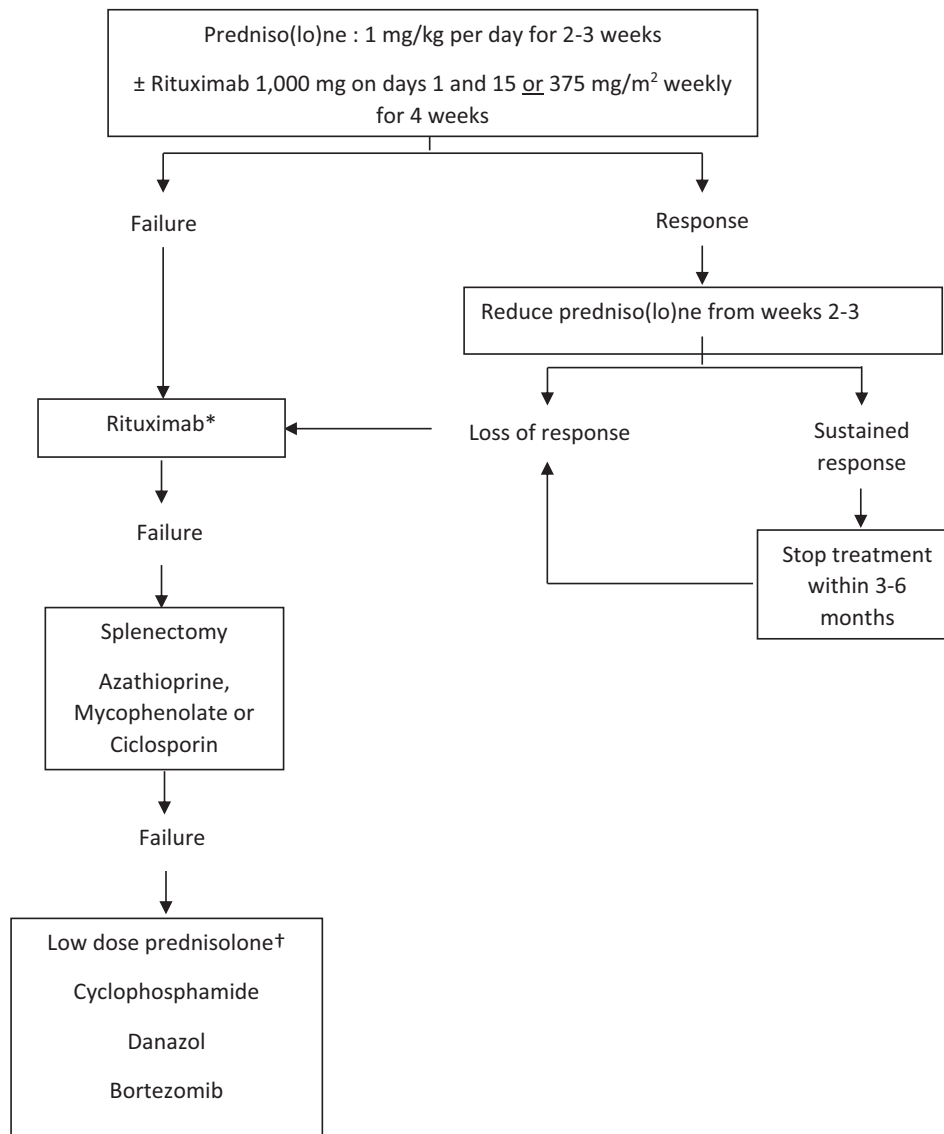 Predniso(lo)ne : 1 mg/kg per day for 2-3 weeks
± Rituximab 1,000 mg on days 1 and 15 or 375 mg/m² weekly
for 4 weeks
Failure
Response
Reduce predniso(lo)ne from weeks 2-3
Rituximab*
Loss of response
Sustained
response
Failure
Stop treatment
within 3-6
months
Splenectomy
Azathioprine,
Mycophenolate or
Ciclosporin
Failure
Low dose prednisolone†
Cyclophosphamide
Danazol
Bortezomib